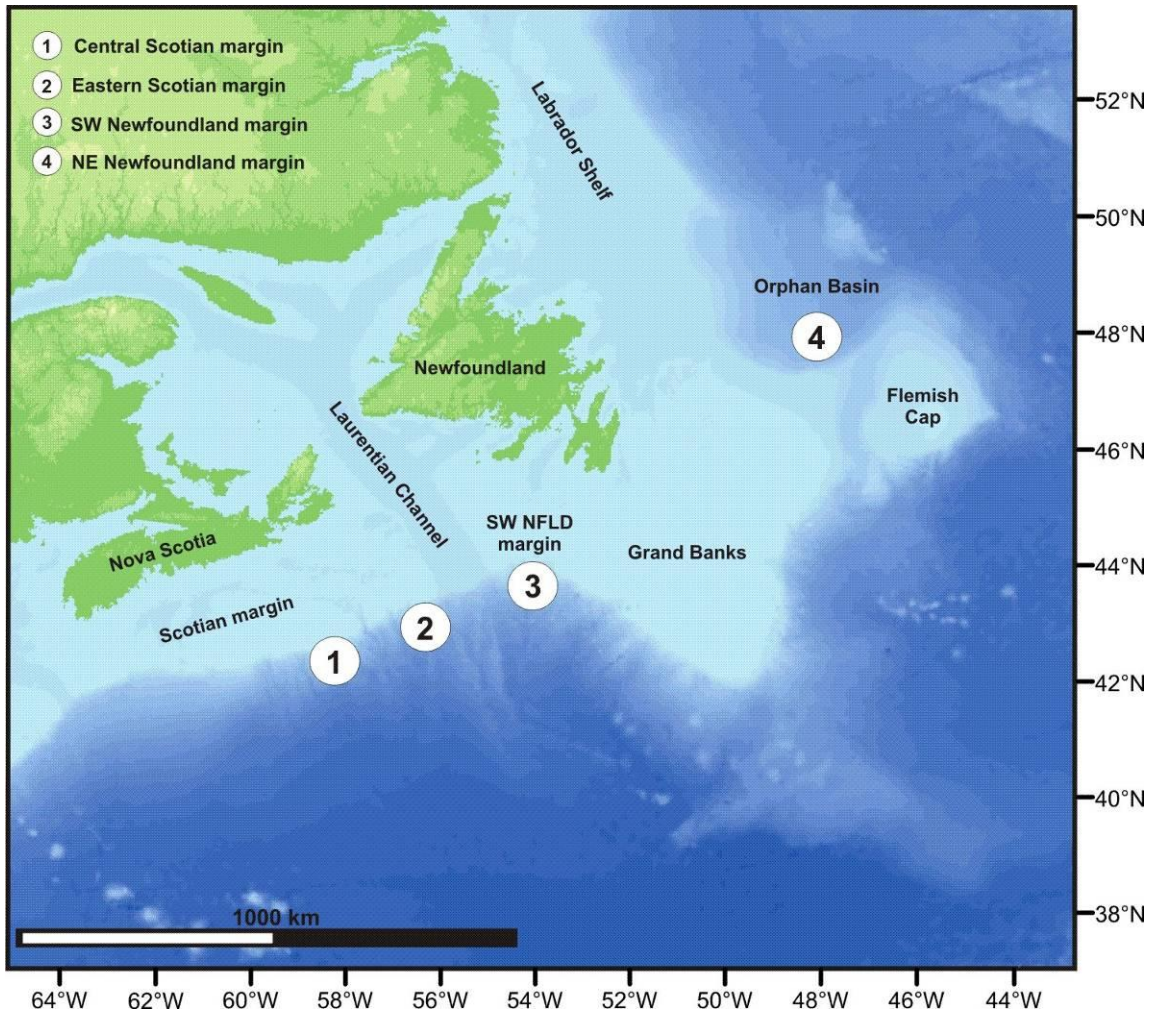 1 Central Scotian margin
2 Eastern Scotian margin
3 SW Newfoundland margin
4 NE Newfoundland margin
Labrador Shelf
Orphan Basin
4
Newfoundland
Flemish
Cap
Laurentian Channel
SW NFLD
margin
3
Grand Banks
Nova Scotia
Scotian margin
2
1
1000 km
52°N
50°N
48°N
46°N
44°N
42°N
40°N
38°N
64°W
62°W
60°W
58°W
56°W
54°W
52°W
50°W
48°W
46°W
44°W